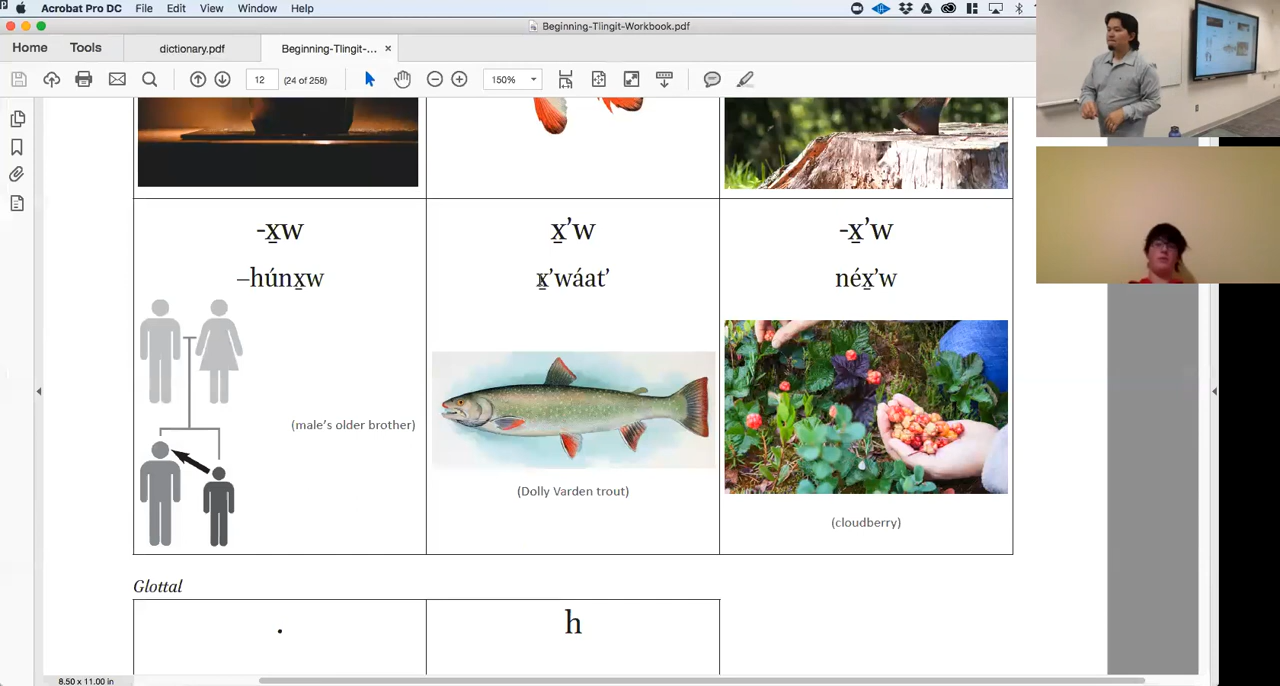 Acrobat Pro DC File Edit View Window Help
Beginning-Tlingit-Workbook.pdf
Home Tools dictionary.pdf Beginning-Tlingit-... ×
12 (24 of 258) 150%
-x̱w x̱’w -x̱’w
–húnx̱w x̱’wáat’ néx̱’w
(male’s older brother)
(Dolly Varden trout)
(cloudberry)
Glottal
. h
8.50 x 11.00 in